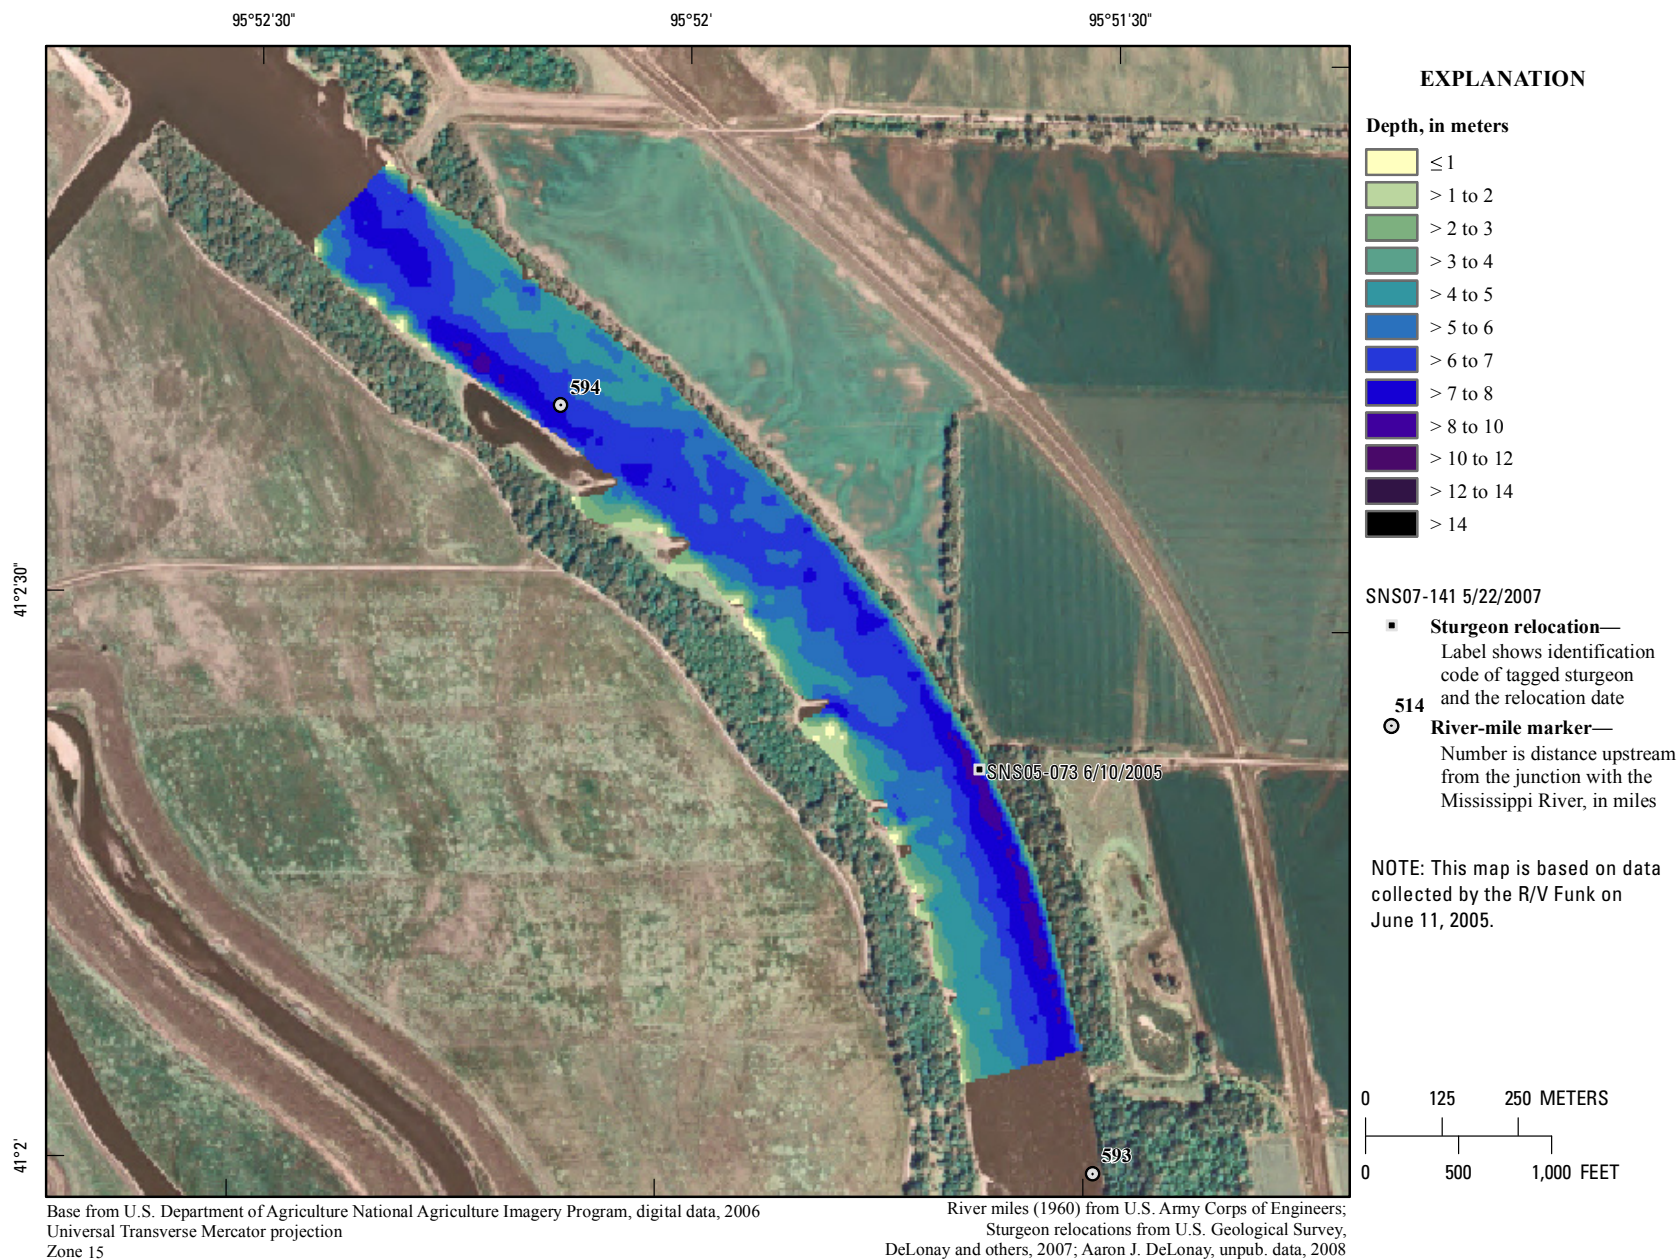 95°52'30"
95°52'
95°51'30"
41°2'30"
41°2'
594
SNS05-073 6/10/2005
593
EXPLANATION
Depth, in meters
≤ 1
> 1 to 2
> 2 to 3
> 3 to 4
> 4 to 5
> 5 to 6
> 6 to 7
> 7 to 8
> 8 to 10
> 10 to 12
> 12 to 14
> 14
SNS07-141 5/22/2007
Sturgeon relocation—
Label shows identification
code of tagged sturgeon
and the relocation date
514
River-mile marker—
Number is distance upstream
from the junction with the
Mississippi River, in miles
NOTE: This map is based on data
collected by the R/V Funk on
June 11, 2005.
0 125 250 METERS
0 500 1,000 FEET
Base from U.S. Department of Agriculture National Agriculture Imagery Program, digital data, 2006
Universal Transverse Mercator projection
Zone 15
River miles (1960) from U.S. Army Corps of Engineers;
Sturgeon relocations from U.S. Geological Survey,
DeLonay and others, 2007; Aaron J. DeLonay, unpub. data, 2008